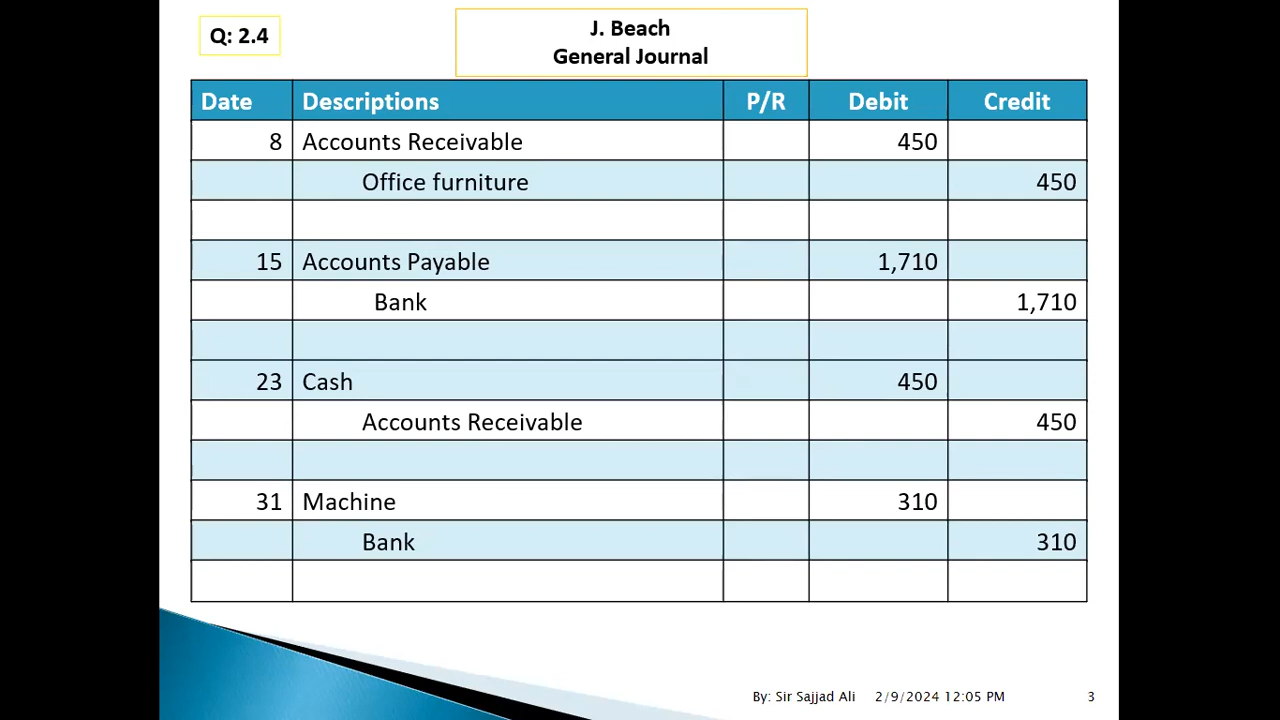 Q: 2.4
J. Beach
General Journal
Date Descriptions P/R Debit Credit
8 Accounts Receivable 450
Office furniture 450
15 Accounts Payable 1,710
Bank 1,710
23 Cash 450
Accounts Receivable 450
31 Machine 310
Bank 310
By: Sir Sajjad Ali 2/9/2024 12:05 PM 3